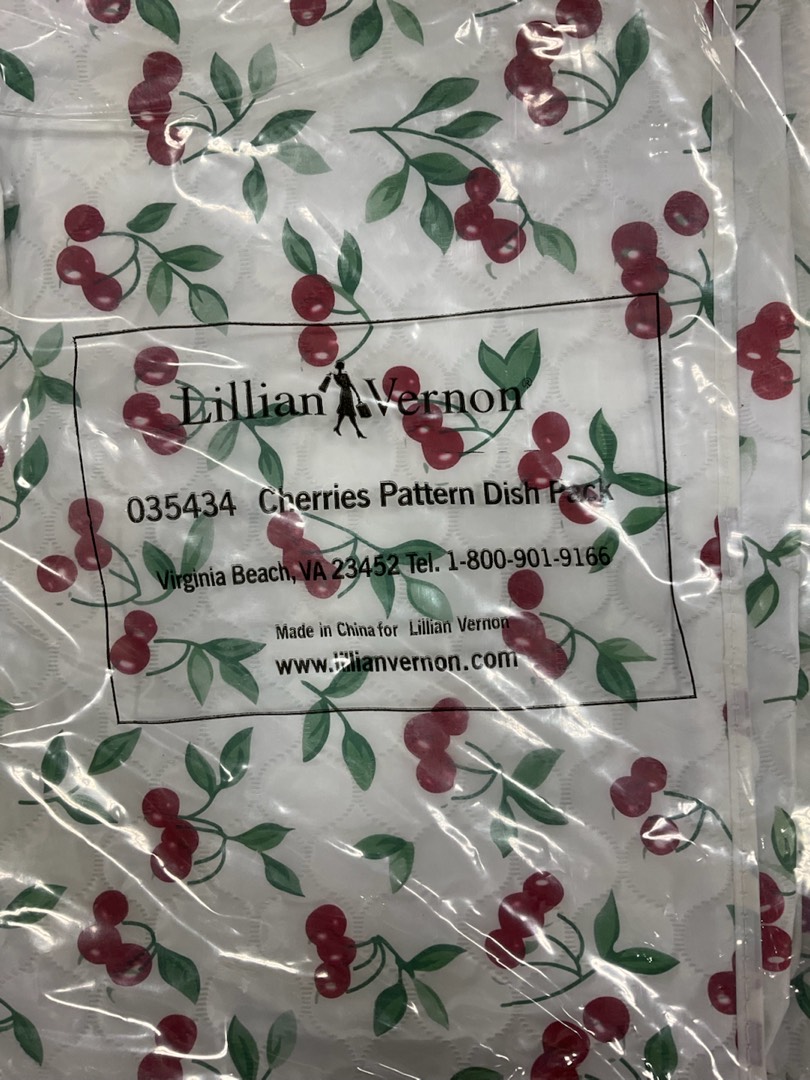 Lillian Vernon®
035434 Cherries Pattern Dish Pack
Virginia Beach, VA 23452 Tel. 1-800-901-9166
Made in China for Lillian Vernon
www.lillianvernon.com